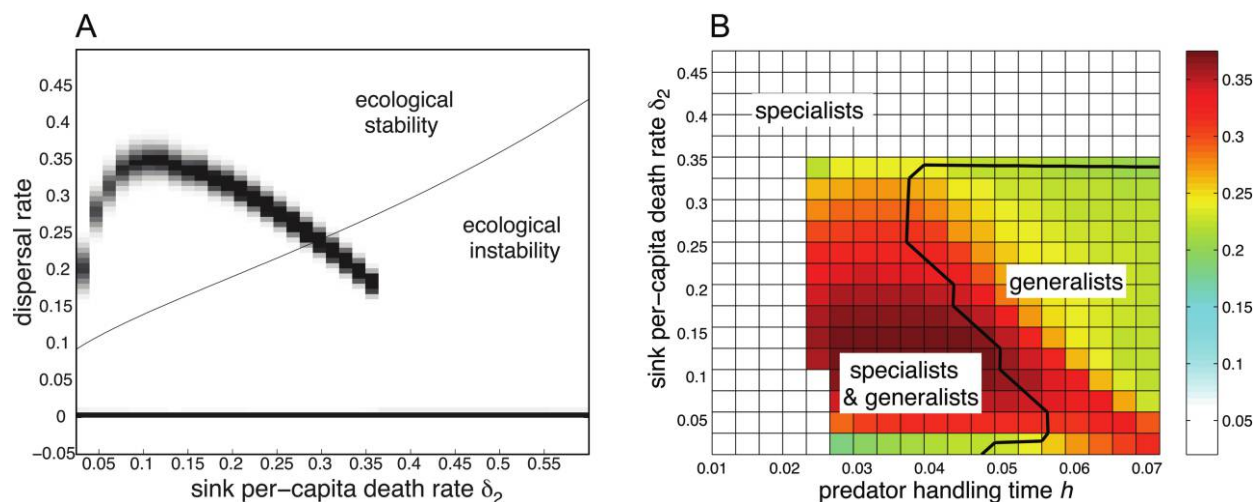 A
0.45
0.4
0.35
0.3
0.25
0.2
0.15
0.1
0.05
0
−0.05
dispersal rate
ecological
stability
ecological
instability
0.05 0.1 0.15 0.2 0.25 0.3 0.35 0.4 0.45 0.5 0.55
sink per-capita death rate δ2
B
0.45
0.4
0.35
0.3
0.25
0.2
0.15
0.1
0.05
sink per-capita death rate δ2
specialists
generalists
specialists
& generalists
0.01 0.02 0.03 0.04 0.05 0.06 0.07
predator handling time h
0.35
0.3
0.25
0.2
0.15
0.1
0.05